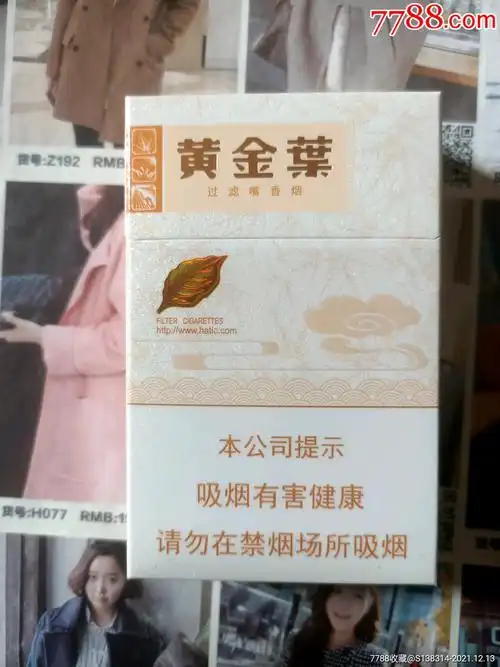 7788.com
货号:Z192 RMB:
黄金葉
过滤嘴香烟
FILTER CIGARETTES
http://www.hatic.com
本公司提示
吸烟有害健康
请勿在禁烟场所吸烟
货号:H077 RMB:1
7788收藏@S138314-2021.12.13